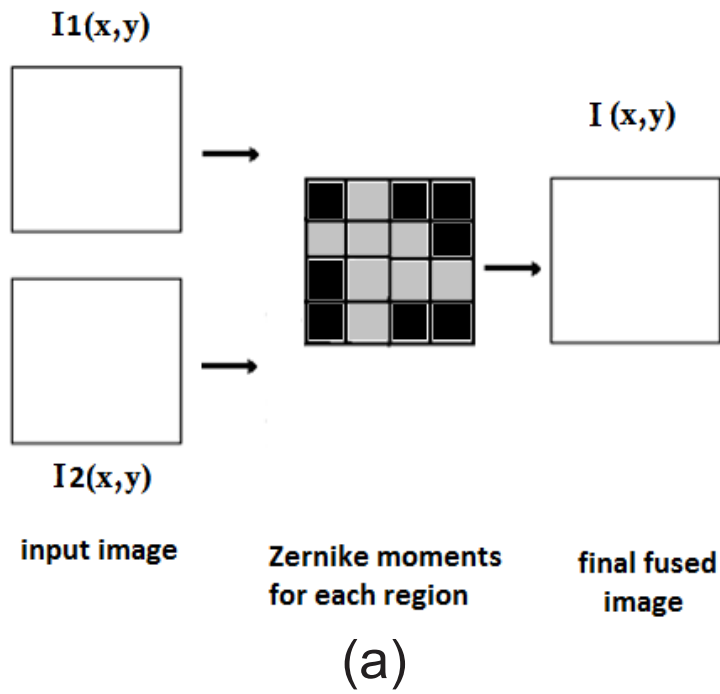 I1(x,y)
I (x,y)
I2(x,y)
input image
Zernike moments
for each region
final fused
image
(a)